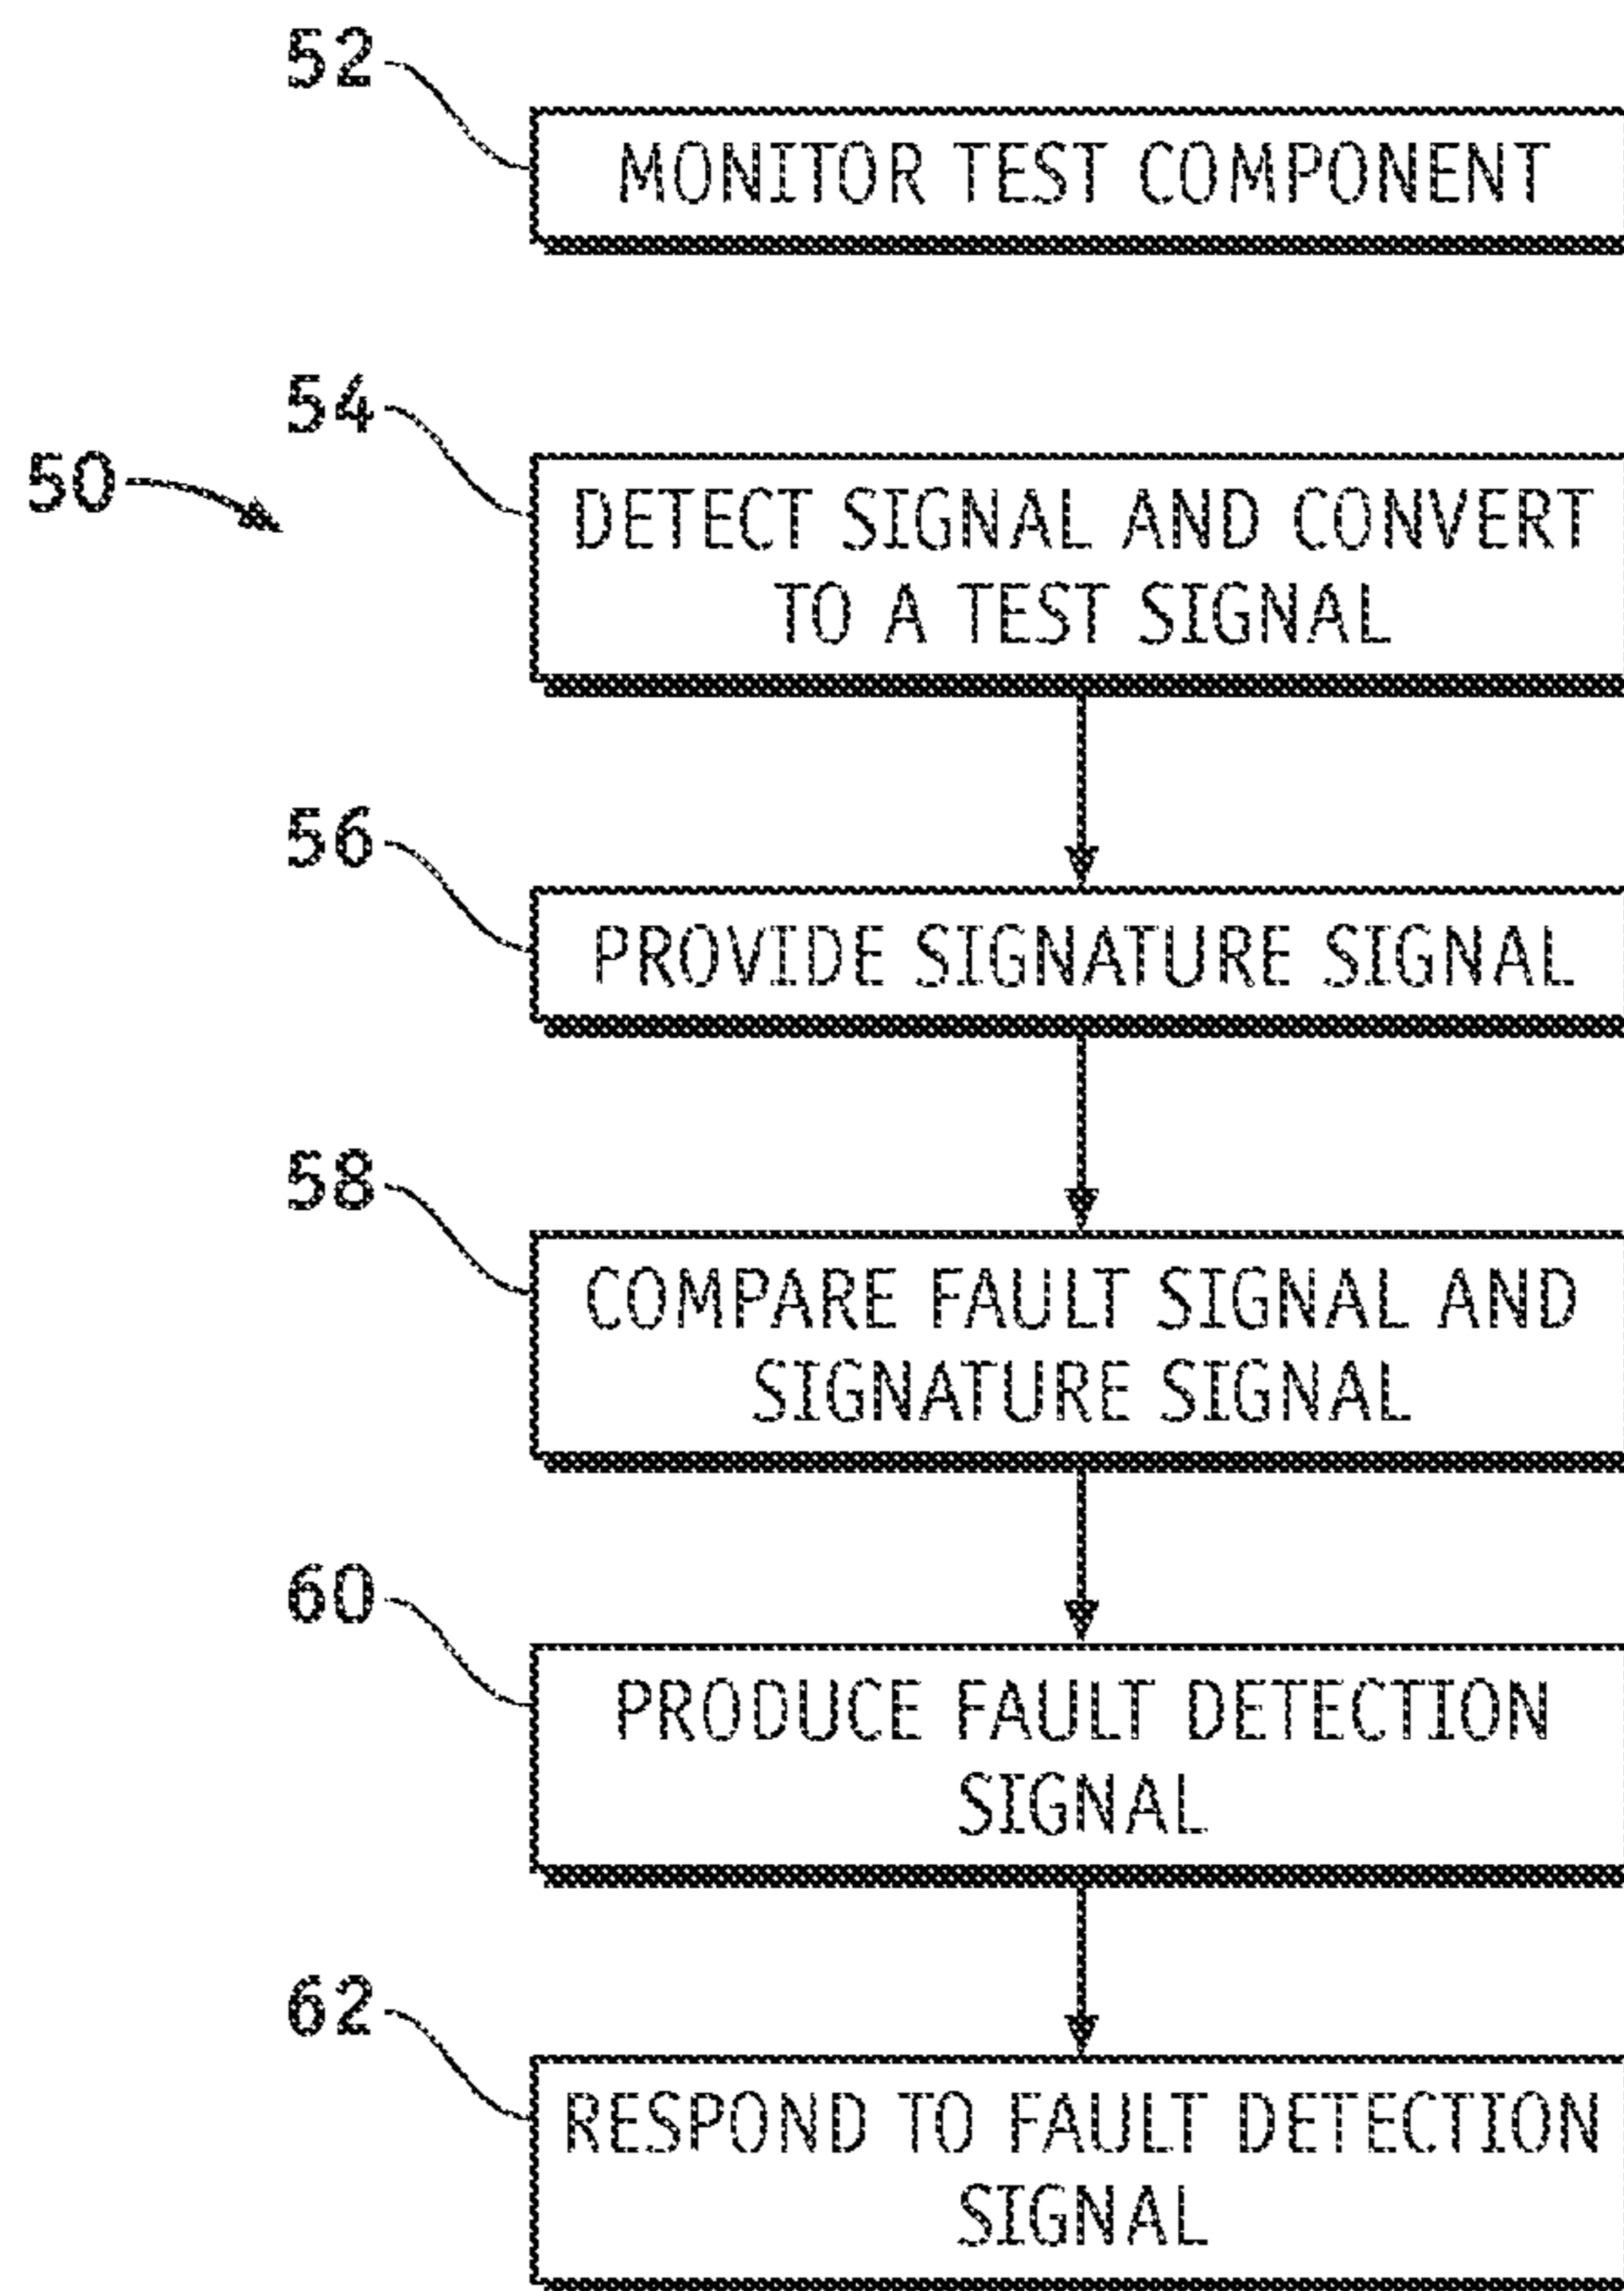 52
MONITOR TEST COMPONENT
54
50
DETECT SIGNAL AND CONVERT
TO A TEST SIGNAL
56
PROVIDE SIGNATURE SIGNAL
58
COMPARE FAULT SIGNAL AND
SIGNATURE SIGNAL
60
PRODUCE FAULT DETECTION
SIGNAL
62
RESPOND TO FAULT DETECTION
SIGNAL